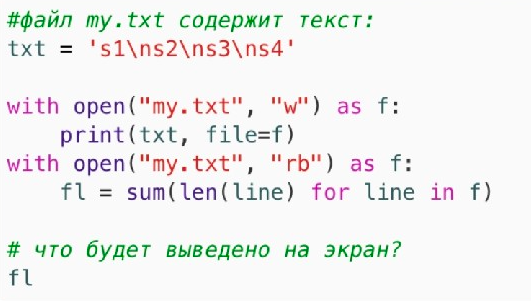 #файл my.txt содержит текст:
txt = 's1\ns2\ns3\ns4'

with open("my.txt", "w") as f:
    print(txt, file=f)
with open("my.txt", "rb") as f:
    fl = sum(len(line) for line in f)

# что будет выведено на экран?
fl